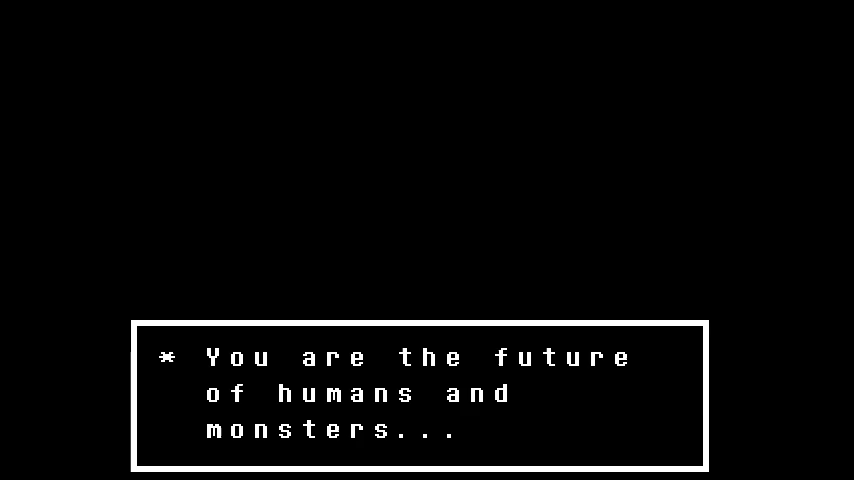 * You are the future
of humans and
monsters...